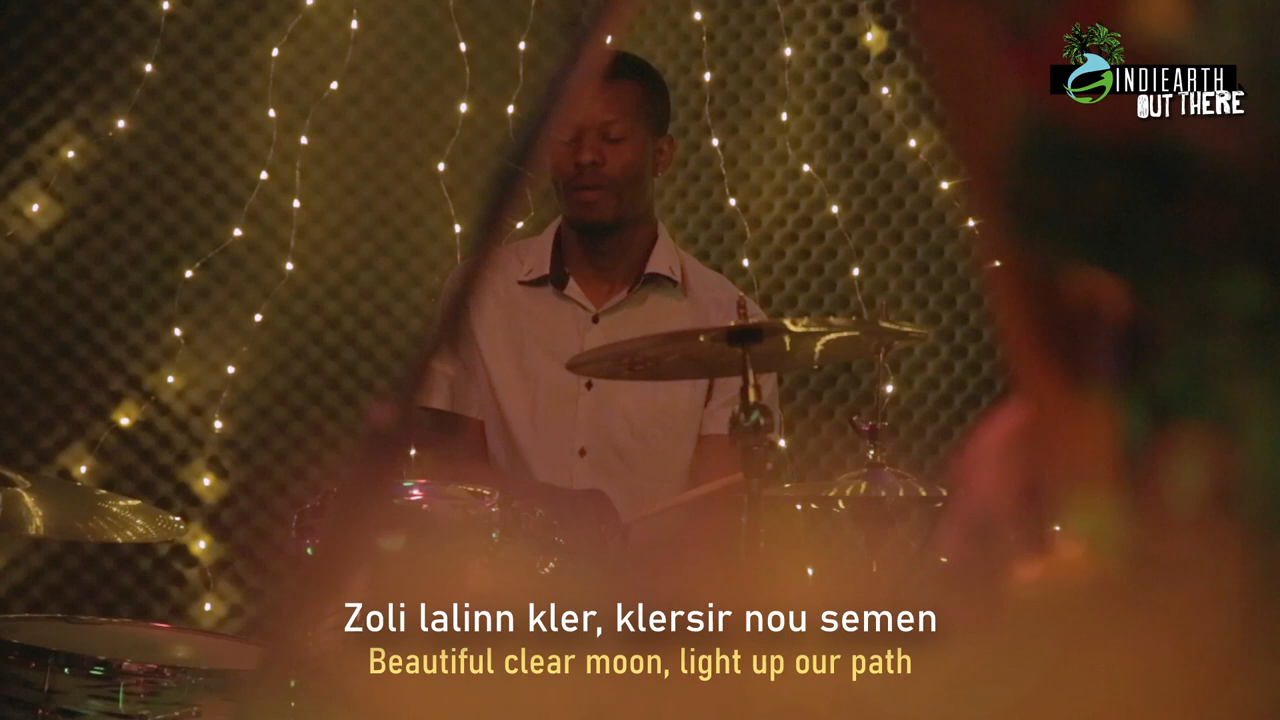 INDIEARTH
OUT THERE
Zoli lalinn kler, klersir nou semen
Beautiful clear moon, light up our path